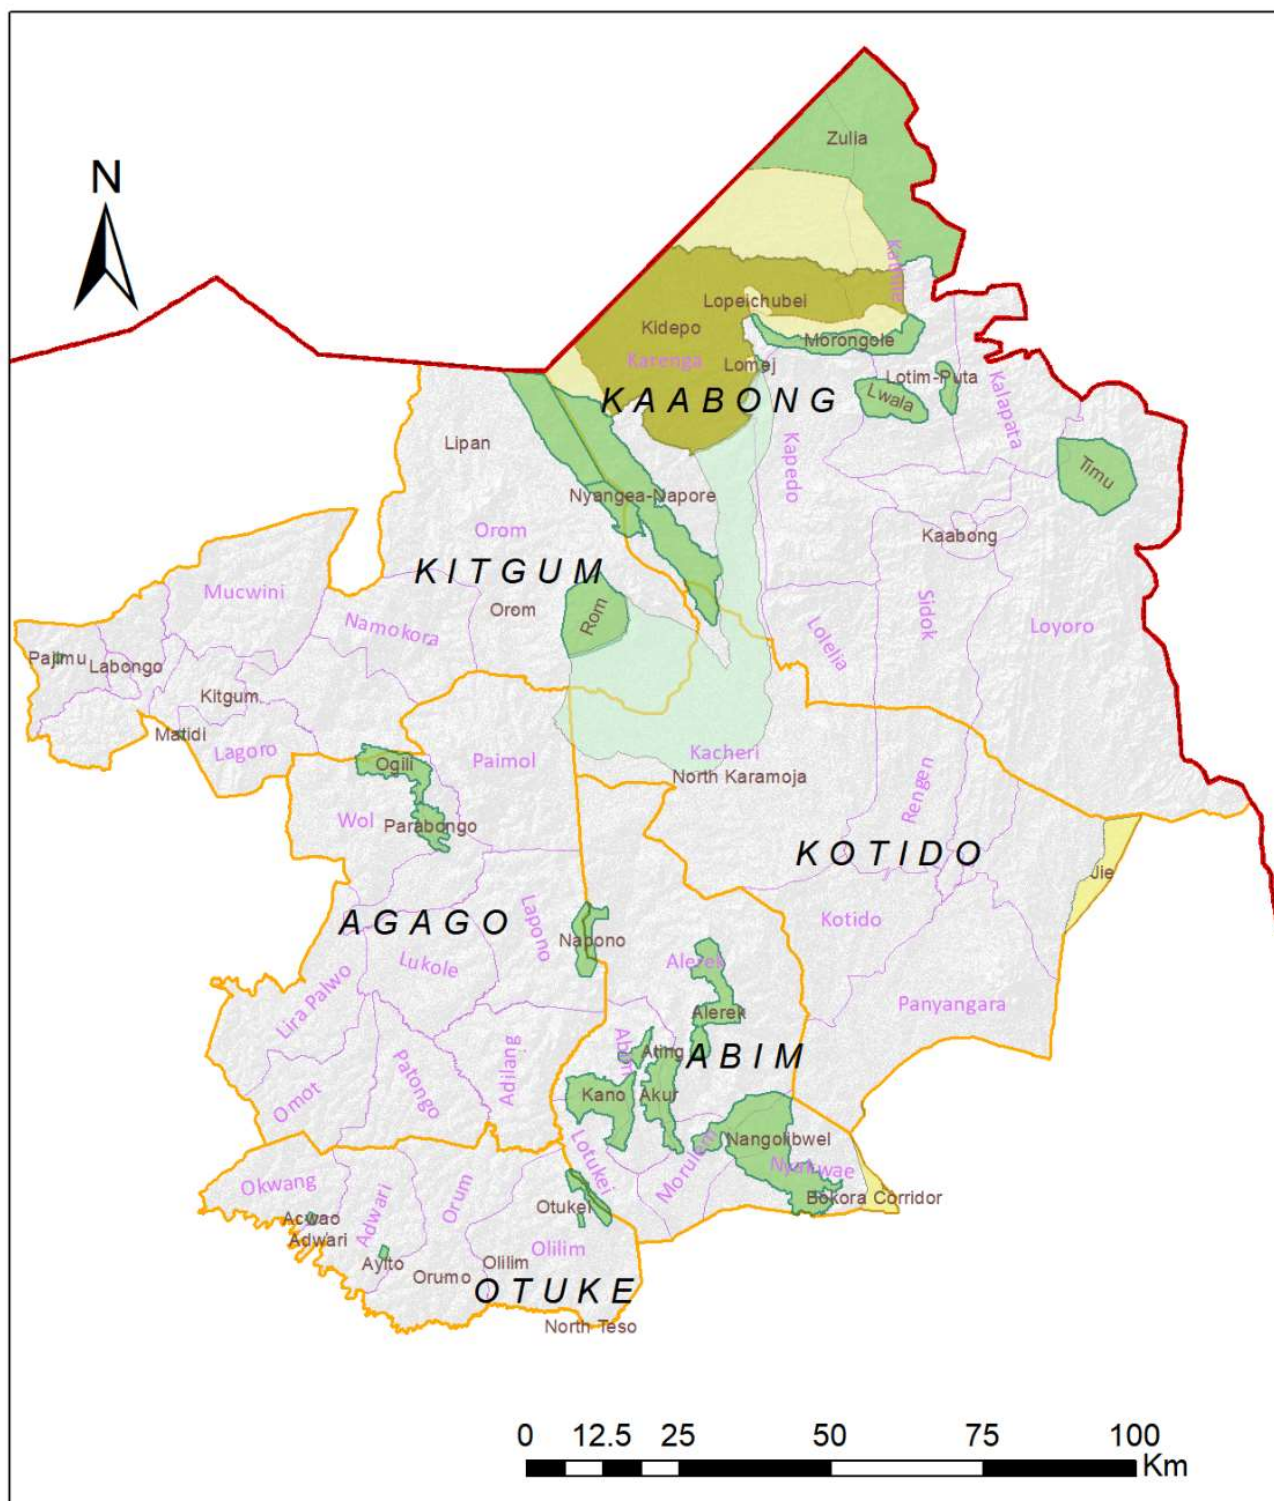 N
Zulia
Kathile
Lopeichubei
Kidepo
Morongole
Karenga
Lomej
Lotim-Puta
KAABONG
Lwala
Kalapata
Lipan
Kapedo
Timu
Nyangea-Napore
Orom
Kaabong
KITGUM
Mucwini
Orom
Rom
Sidok
Namokora
Lolelia
Loyoro
Pajimu
Labongo
Kitgum
Matidi
Lagoro
Paimol
Kacheri
Ogili
North Karamoja
Rengen
Wol
Parabongo
KOTIDO
Jie
AGAGO
Lapono
Napono
Kotido
Lukole
Alerek
Lira Palwo
Panyangara
Alerek
Abim
Ating
ABIM
Adilang
Patongo
Omot
Kano
Akur
Nangolibwel
Lotukei
Morulem
Nyakwae
Okwang
Adwari
Orum
Otukei
Bokora Corridor
Acwao
Adwari
Olilim
Ayito
Olilim
Orumo
OTUKE
North Teso
0 12.5 25 50 75 100
Km